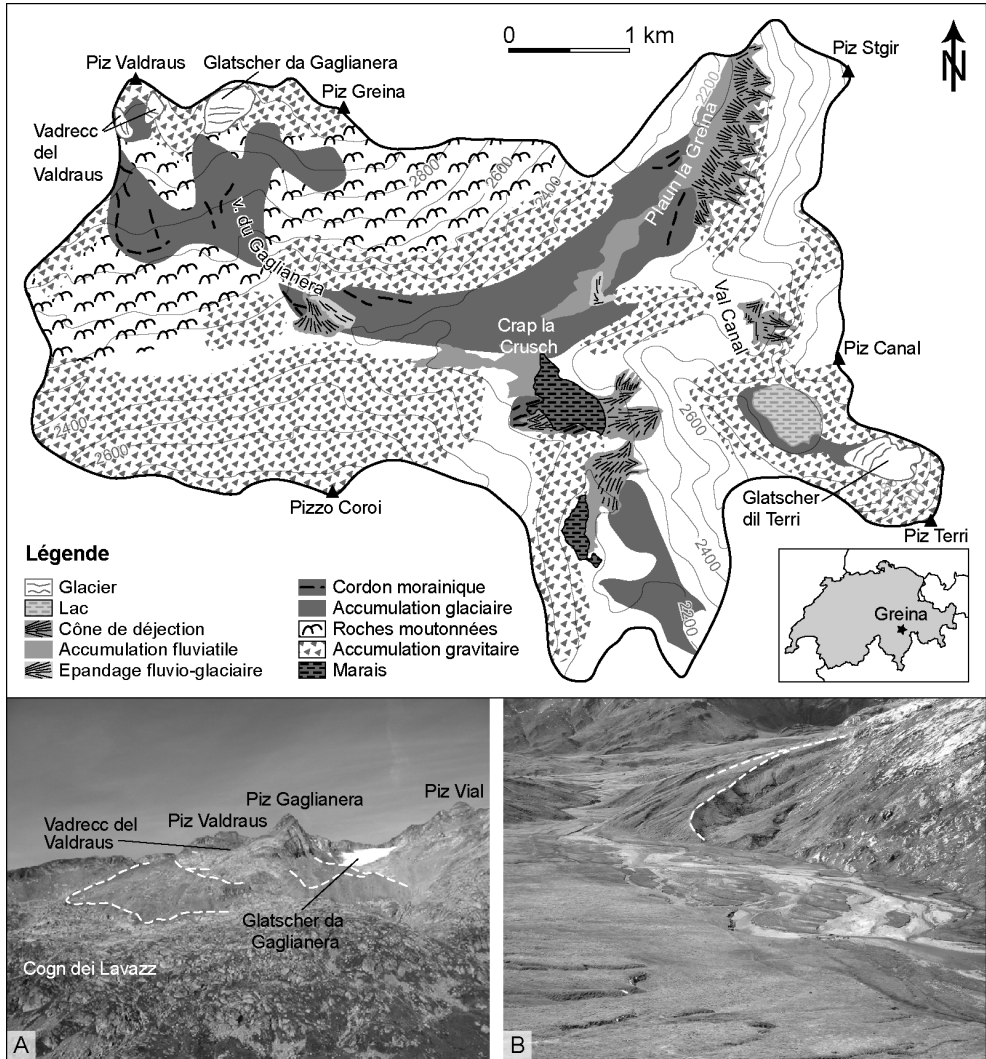 0
1 km
N
Piz Valdraus
Glatscher da Gaglianera
Piz Stgir
Piz Greina
Vadrecc
del
Valdraus
2200
Plaun la Greina
2800
2600
2400
v. du Gaglianera
Val Canal
Crap la
Crusch
Piz Canal
2400
2600
2600
Pizzo Coroi
Glatscher
dil Terri
Piz Terri
2400
2200
Légende
Glacier
Lac
Cône de déjection
Accumulation fluviatile
Epandage fluvio-glaciaire
Cordon morainique
Accumulation glaciaire
Roches moutonnées
Accumulation gravitaire
Marais
Greina
Piz Vial
Piz Gaglianera
Piz Valdraus
Vadrecc del
Valdraus
Glatscher da
Gaglianera
Cogn dei Lavazz
A
B